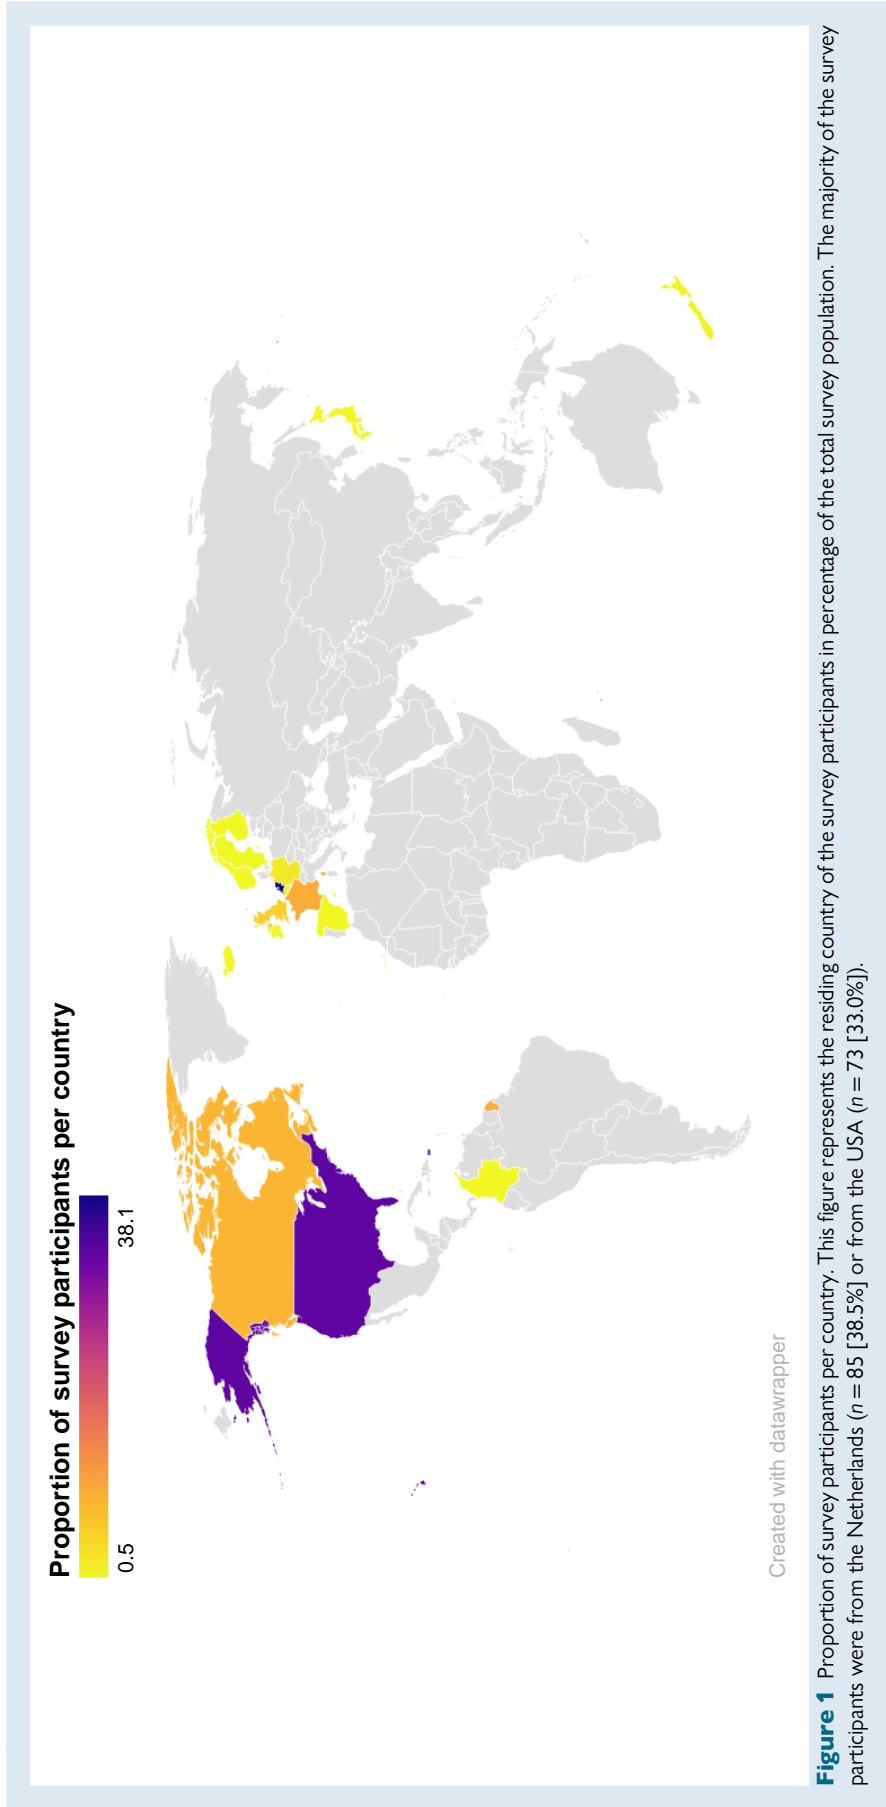 Proportion of survey participants per country
0.5
38.1
Created with datawrapper
Figure 1 Proportion of survey participants per country. This figure represents the residing country of the survey participants in percentage of the total survey population. The majority of the survey
participants were from the Netherlands (n = 85 [38.5%] or from the USA (n = 73 [33.0%]).